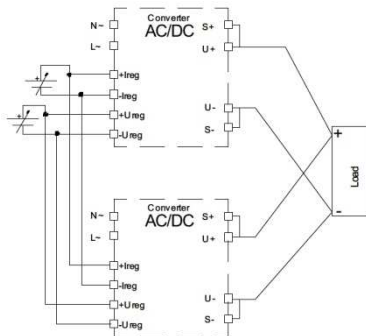 Converter
AC/DC
N~
L~
+Ireg
-Ireg
+Ureg
-Ureg
S+
U+
U-
S-
+
-
Load
Converter
AC/DC
N~
L~
+Ireg
-Ireg
+Ureg
-Ureg
S+
U+
U-
S-
+
+